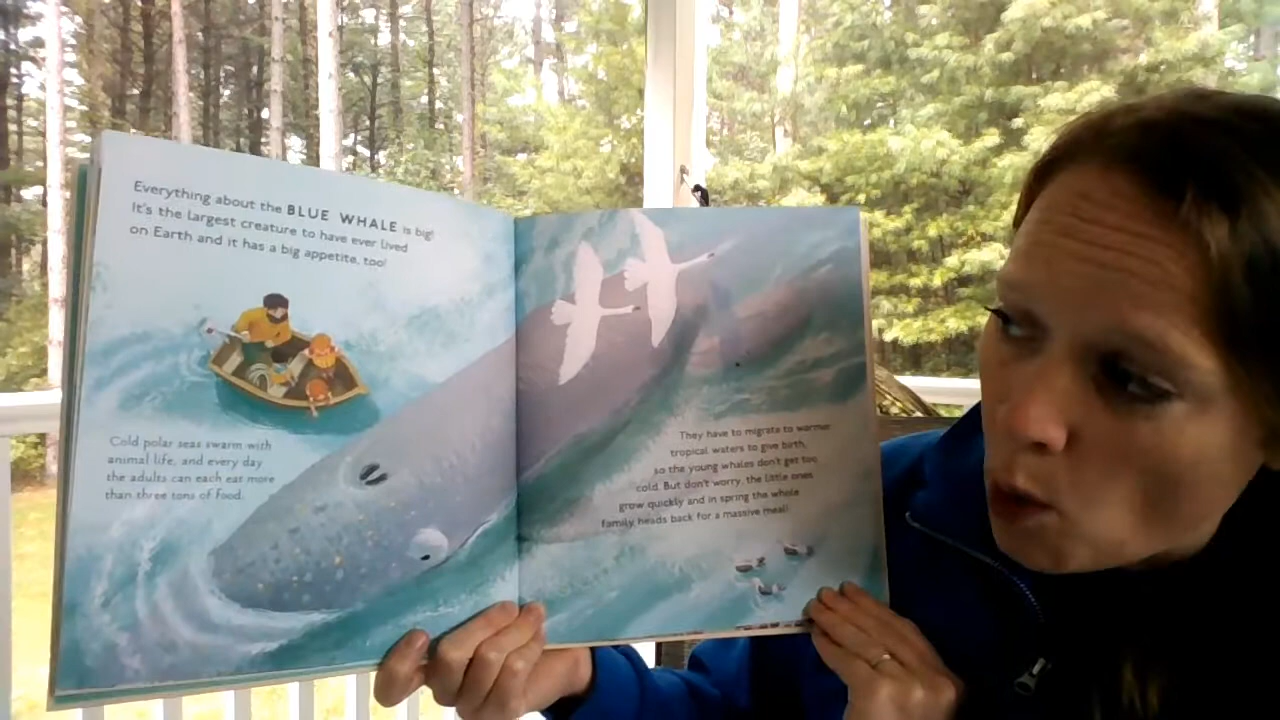 Everything about the BLUE WHALE is big!
It's the largest creature to have ever lived
on Earth and it has a big appetite, too!
Cold polar seas swarm with
animal life, and every day
the adults can each eat more
than three tons of food.
They have to migrate to warmer
tropical waters to give birth,
so the young whales don't get too
cold. But don't worry, the little ones
grow quickly and in spring the whole
family heads back for a massive meal!